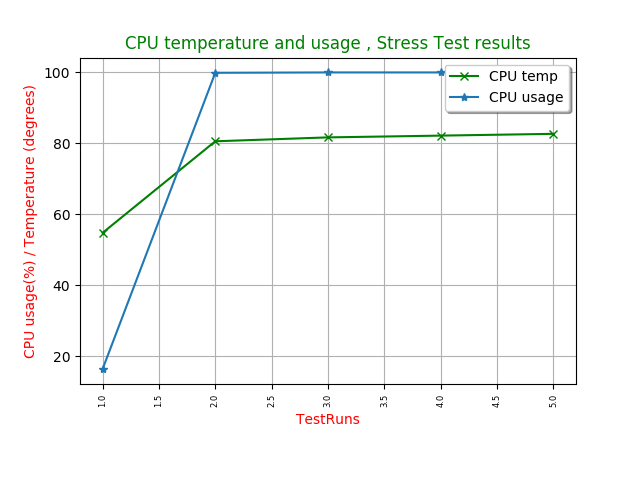 CPU temperature and usage , Stress Test results
CPU temp
CPU usage
CPU usage(%) / Temperature (degrees)
100
80
60
40
20
1.0
1.5
2.0
2.5
3.0
3.5
4.0
4.5
5.0
TestRuns